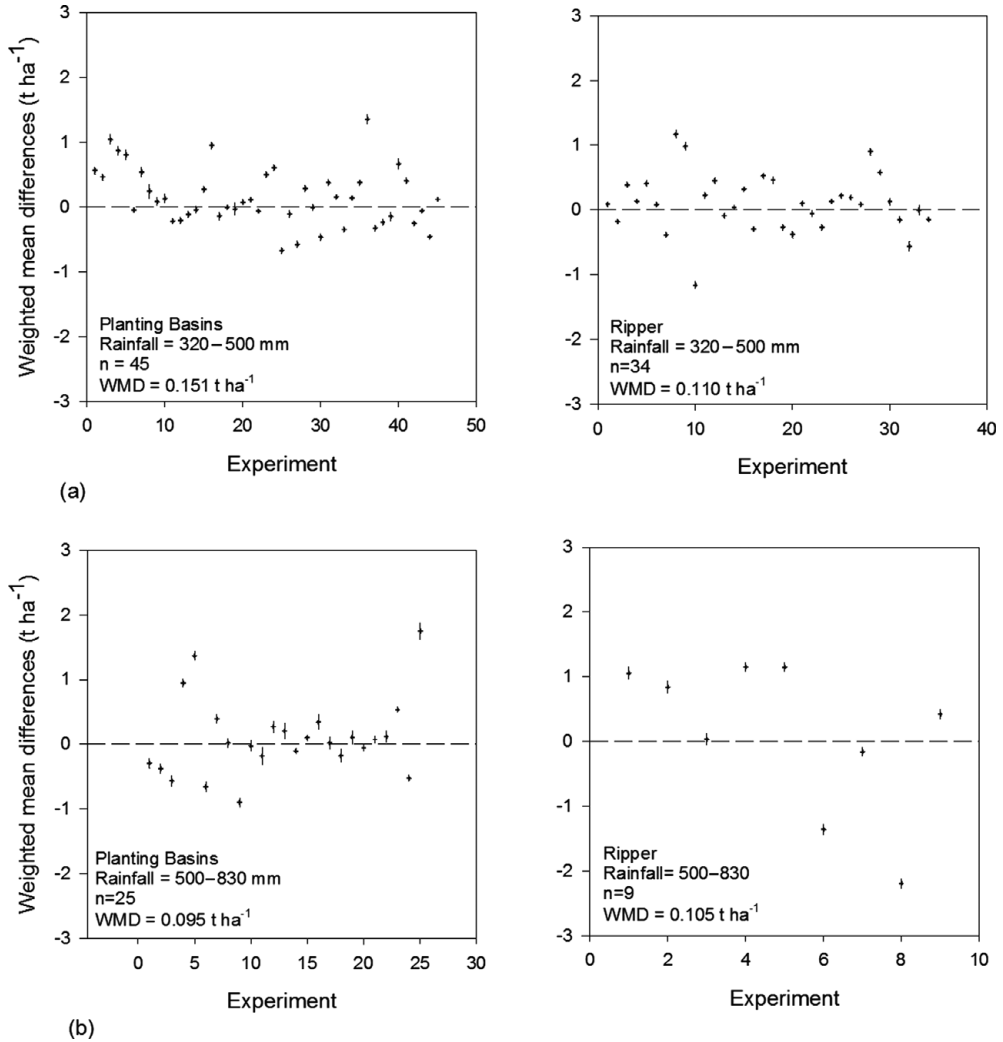 3
2
1
0
-1
-2
-3
0 10 20 30 40 50
Weighted mean differences (t ha⁻¹)
Planting Basins
Rainfall = 320–500 mm
n = 45
WMD = 0.151 t ha⁻¹
Experiment
(a)
3
2
1
0
-1
-2
-3
0 10 20 30 40
Ripper
Rainfall = 320–500 mm
n=34
WMD = 0.110 t ha⁻¹
Experiment
3
2
1
0
-1
-2
-3
0 5 10 15 20 25 30
Weighted mean differences (t ha⁻¹)
Planting Basins
Rainfall = 500–830 mm
n=25
WMD = 0.095 t ha⁻¹
Experiment
(b)
3
2
1
0
-1
-2
-3
0 2 4 6 8 10
Ripper
Rainfall= 500–830
n=9
WMD = 0.105 t ha⁻¹
Experiment